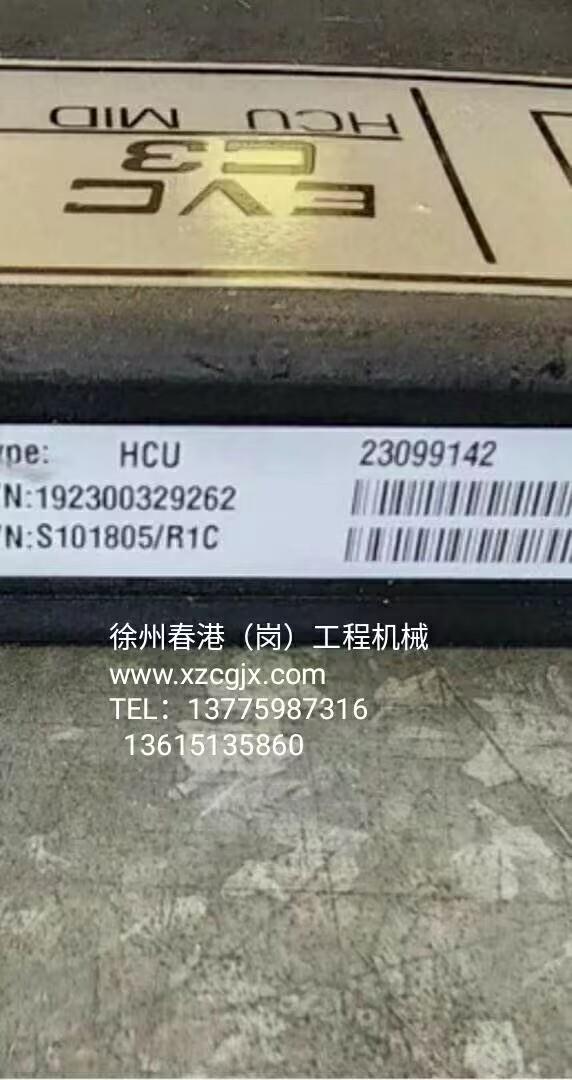 HCU MID
EVC
C3
ype: HCU 23099142
/N:192300329262
/N:S101805/R1C
徐州春港（岗）工程机械
www.xzcgjx.com
TEL：13775987316
13615135860